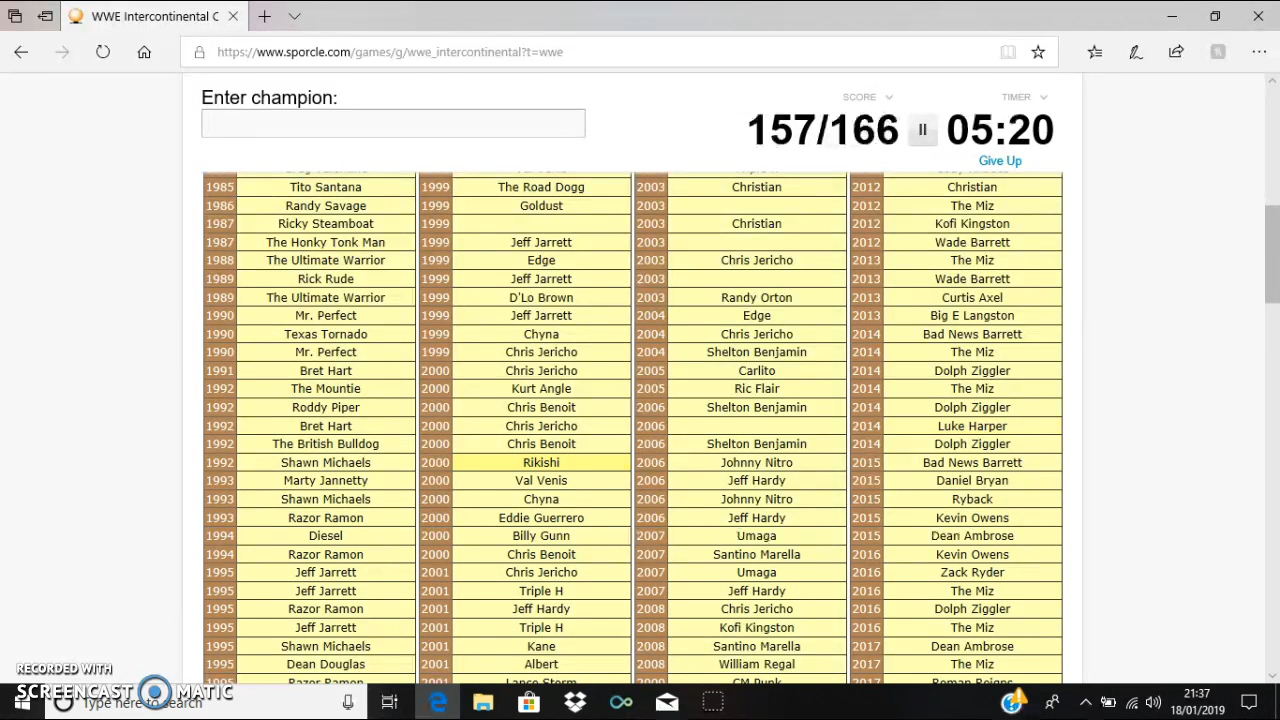 WWE Intercontinental C
https://www.sporcle.com/games/g/wwe_intercontinental?t=wwe
Enter champion:
SCORE
TIMER
157/166
05:20
Give Up
1985 Tito Santana 1999 The Road Dogg 2003 Christian 2012 Christian
1986 Randy Savage 1999 Goldust 2003 2012 The Miz
1987 Ricky Steamboat 1999 2003 Christian 2012 Kofi Kingston
1987 The Honky Tonk Man 1999 Jeff Jarrett 2003 2012 Wade Barrett
1988 The Ultimate Warrior 1999 Edge 2003 Chris Jericho 2013 The Miz
1989 Rick Rude 1999 Jeff Jarrett 2003 2013 Wade Barrett
1989 The Ultimate Warrior 1999 D'Lo Brown 2003 Randy Orton 2013 Curtis Axel
1990 Mr. Perfect 1999 Jeff Jarrett 2004 Edge 2013 Big E Langston
1990 Texas Tornado 1999 Chyna 2004 Chris Jericho 2014 Bad News Barrett
1990 Mr. Perfect 1999 Chris Jericho 2004 Shelton Benjamin 2014 The Miz
1991 Bret Hart 2000 Chris Jericho 2005 Carlito 2014 Dolph Ziggler
1992 The Mountie 2000 Kurt Angle 2005 Ric Flair 2014 The Miz
1992 Roddy Piper 2000 Chris Benoit 2006 Shelton Benjamin 2014 Dolph Ziggler
1992 Bret Hart 2000 Chris Jericho 2006 2014 Luke Harper
1992 The British Bulldog 2000 Chris Benoit 2006 Shelton Benjamin 2014 Dolph Ziggler
1992 Shawn Michaels 2000 Rikishi 2006 Johnny Nitro 2015 Bad News Barrett
1993 Marty Jannetty 2000 Val Venis 2006 Jeff Hardy 2015 Daniel Bryan
1993 Shawn Michaels 2000 Chyna 2006 Johnny Nitro 2015 Ryback
1993 Razor Ramon 2000 Eddie Guerrero 2006 Jeff Hardy 2015 Kevin Owens
1994 Diesel 2000 Billy Gunn 2007 Umaga 2015 Dean Ambrose
1994 Razor Ramon 2000 Chris Benoit 2007 Santino Marella 2016 Kevin Owens
1995 Jeff Jarrett 2001 Chris Jericho 2007 Umaga 2016 Zack Ryder
1995 Jeff Jarrett 2001 Triple H 2007 Jeff Hardy 2016 The Miz
1995 Razor Ramon 2001 Jeff Hardy 2008 Chris Jericho 2016 Dolph Ziggler
1995 Jeff Jarrett 2001 Triple H 2008 Kofi Kingston 2016 The Miz
1995 Shawn Michaels 2001 Kane 2008 Santino Marella 2017 Dean Ambrose
1995 Dean Douglas 2001 Albert 2008 William Regal 2017 The Miz
1995 Razor Ramon 2001 Lance Storm 2009 CM Punk 2017 Roman Reigns
RECORDED WITH
SCREENCAST MATIC
Type here to search
21:37
18/01/2019